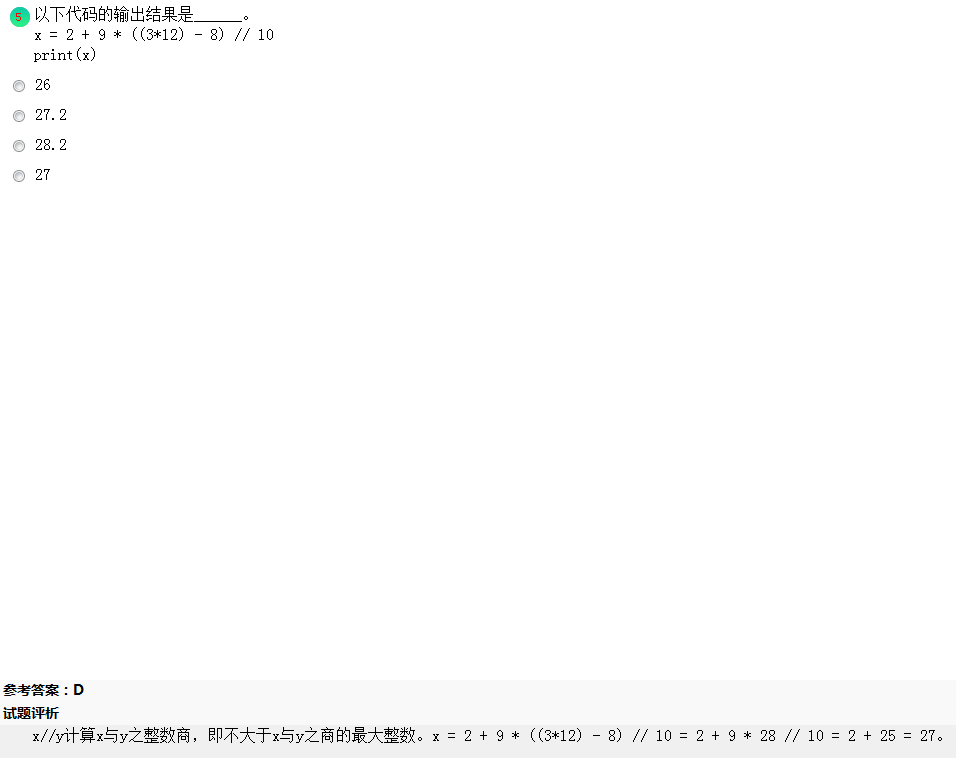 5 以下代码的输出结果是______。
x = 2 + 9 * ((3*12) - 8) // 10
print(x)
26
27.2
28.2
27
参考答案：D
试题评析
x//y计算x与y之整数商，即不大于x与y之商的最大整数。x = 2 + 9 * ((3*12) - 8) // 10 = 2 + 9 * 28 // 10 = 2 + 25 = 27。